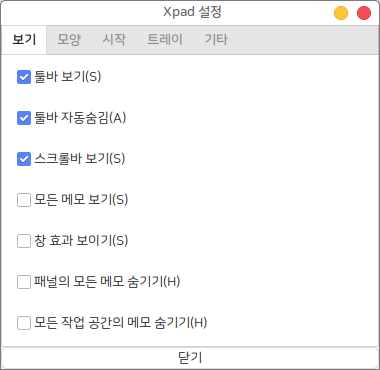 Xpad 설정
보기 모양 시작 트레이 기타
툴바 보기(S)
툴바 자동숨김(A)
스크롤바 보기(S)
모든 메모 보기(S)
창 효과 보이기(S)
패널의 모든 메모 숨기기(H)
모든 작업 공간의 메모 숨기기(H)
닫기